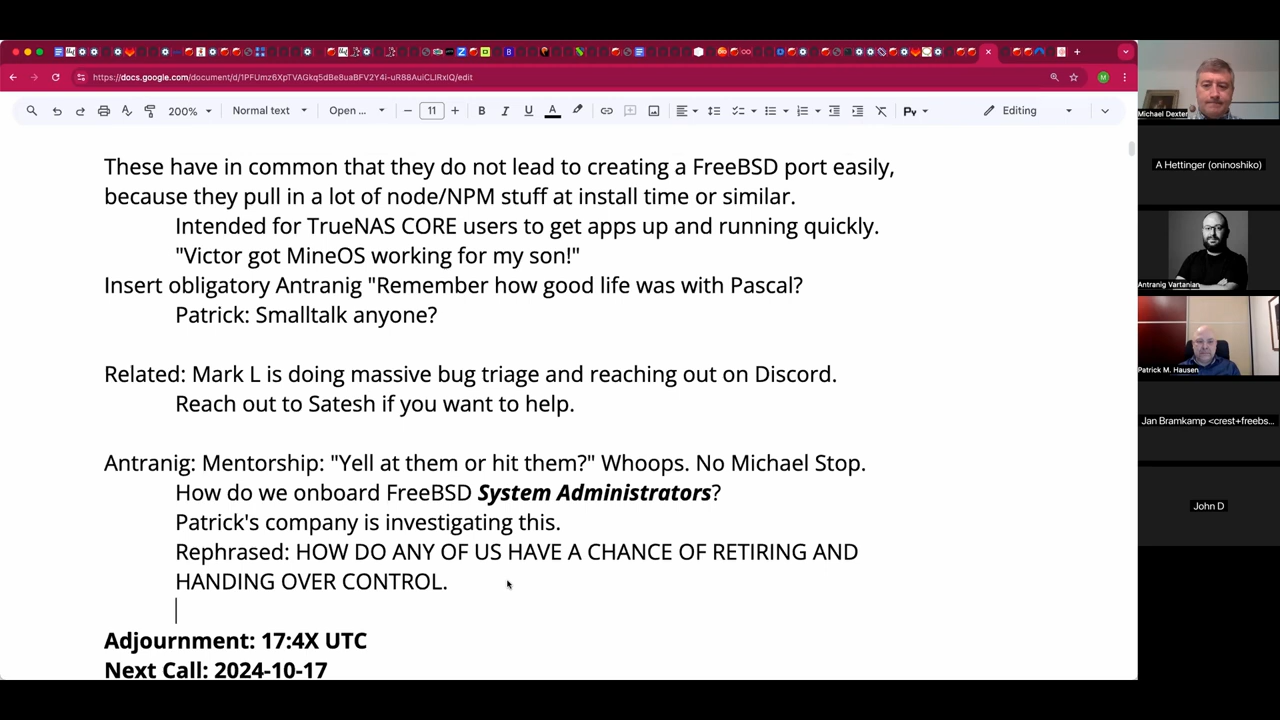 https://docs.google.com/document/d/1PFUmz6XpTVAGkq5dBe8uaBFV2Y4i-uR88AuiCLlRxIQ/edit
200%
Normal text
Open ...
11
Editing
These have in common that they do not lead to creating a FreeBSD port easily,
because they pull in a lot of node/NPM stuff at install time or similar.
Intended for TrueNAS CORE users to get apps up and running quickly.
"Victor got MineOS working for my son!"
Insert obligatory Antranig "Remember how good life was with Pascal?
Patrick: Smalltalk anyone?
Related: Mark L is doing massive bug triage and reaching out on Discord.
Reach out to Satesh if you want to help.
Antranig: Mentorship: "Yell at them or hit them?" Whoops. No Michael Stop.
How do we onboard FreeBSD System Administrators?
Patrick's company is investigating this.
Rephrased: HOW DO ANY OF US HAVE A CHANCE OF RETIRING AND
HANDING OVER CONTROL.
Adjournment: 17:4X UTC
Next Call: 2024-10-17
Michael Dexter
A Hettinger (oninoshiko)
Antranig Vartanian
Patrick M. Hausen
Jan Bramkamp <crest+freebs...
John D